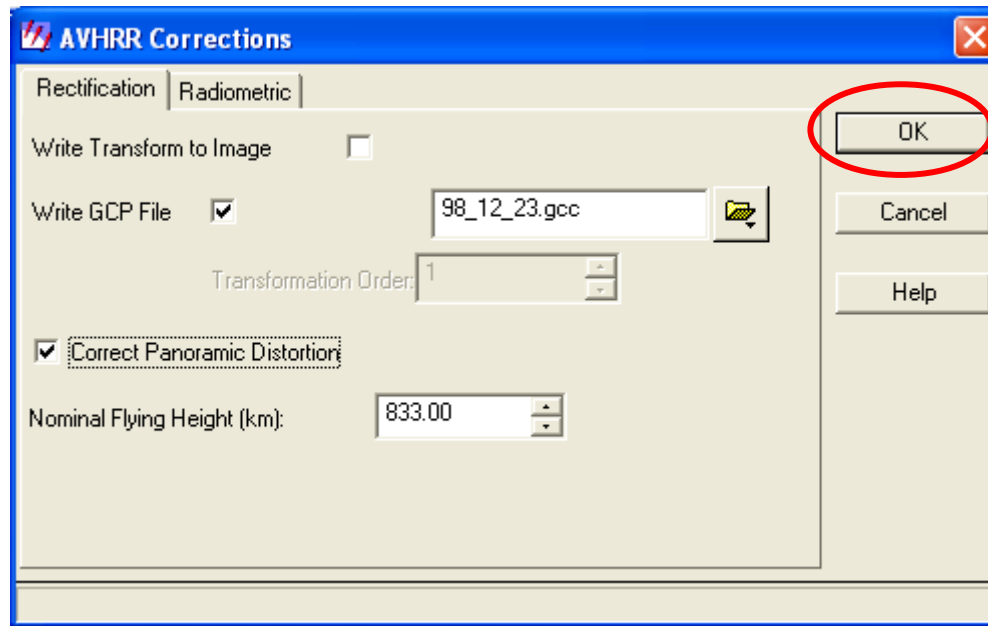 AVHRR Corrections
Rectification Radiometric
Write Transform to Image
OK
Write GCP File 98_12_23.gcc
Cancel
Transformation Order: 1
Help
Correct Panoramic Distortion
Nominal Flying Height (km): 833.00